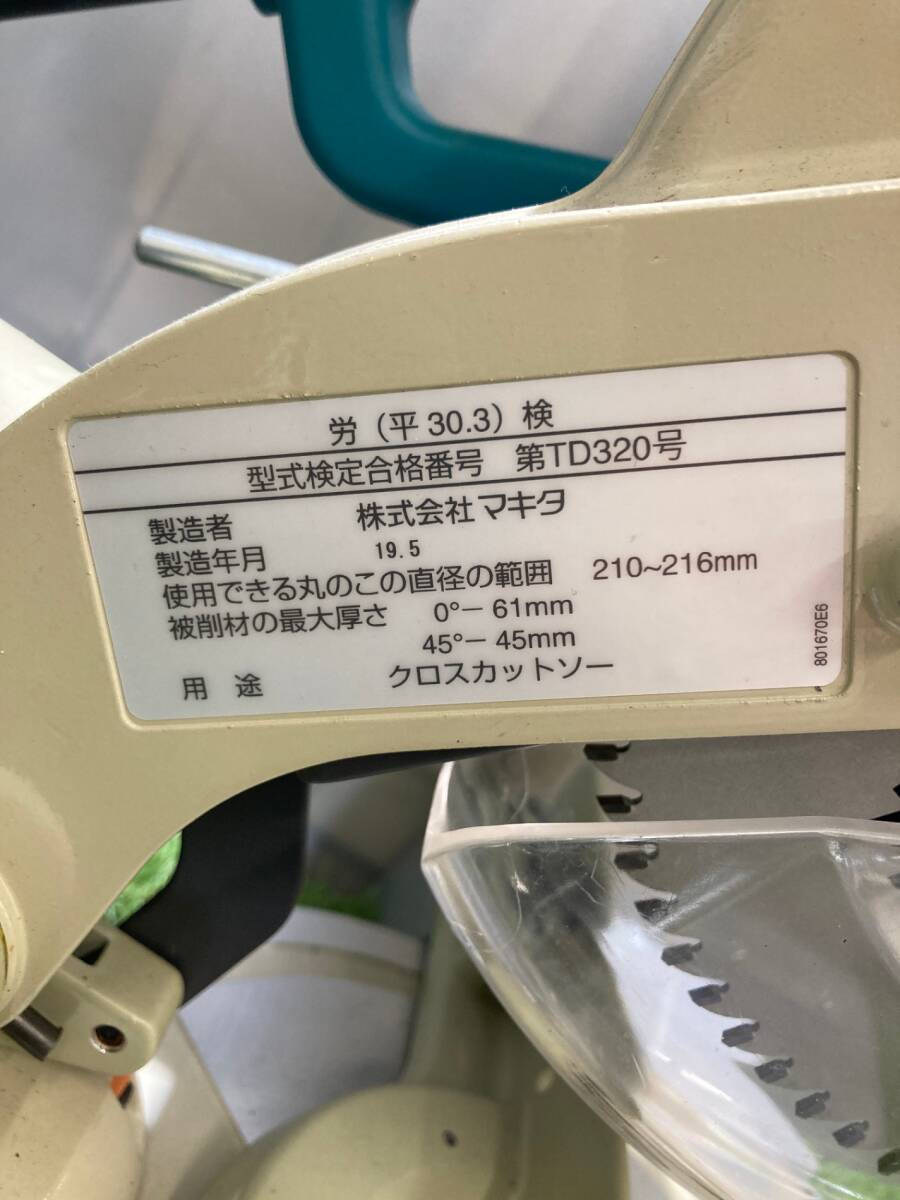 労（平30.3）検
型式検定合格番号　第TD320号
製造者　株式会社マキタ
製造年月　19.5
使用できる丸のこの直径の範囲　210~216mm
被削材の最大厚さ　0°－61mm
45°－45mm
用　途　クロスカットソー
801670E6